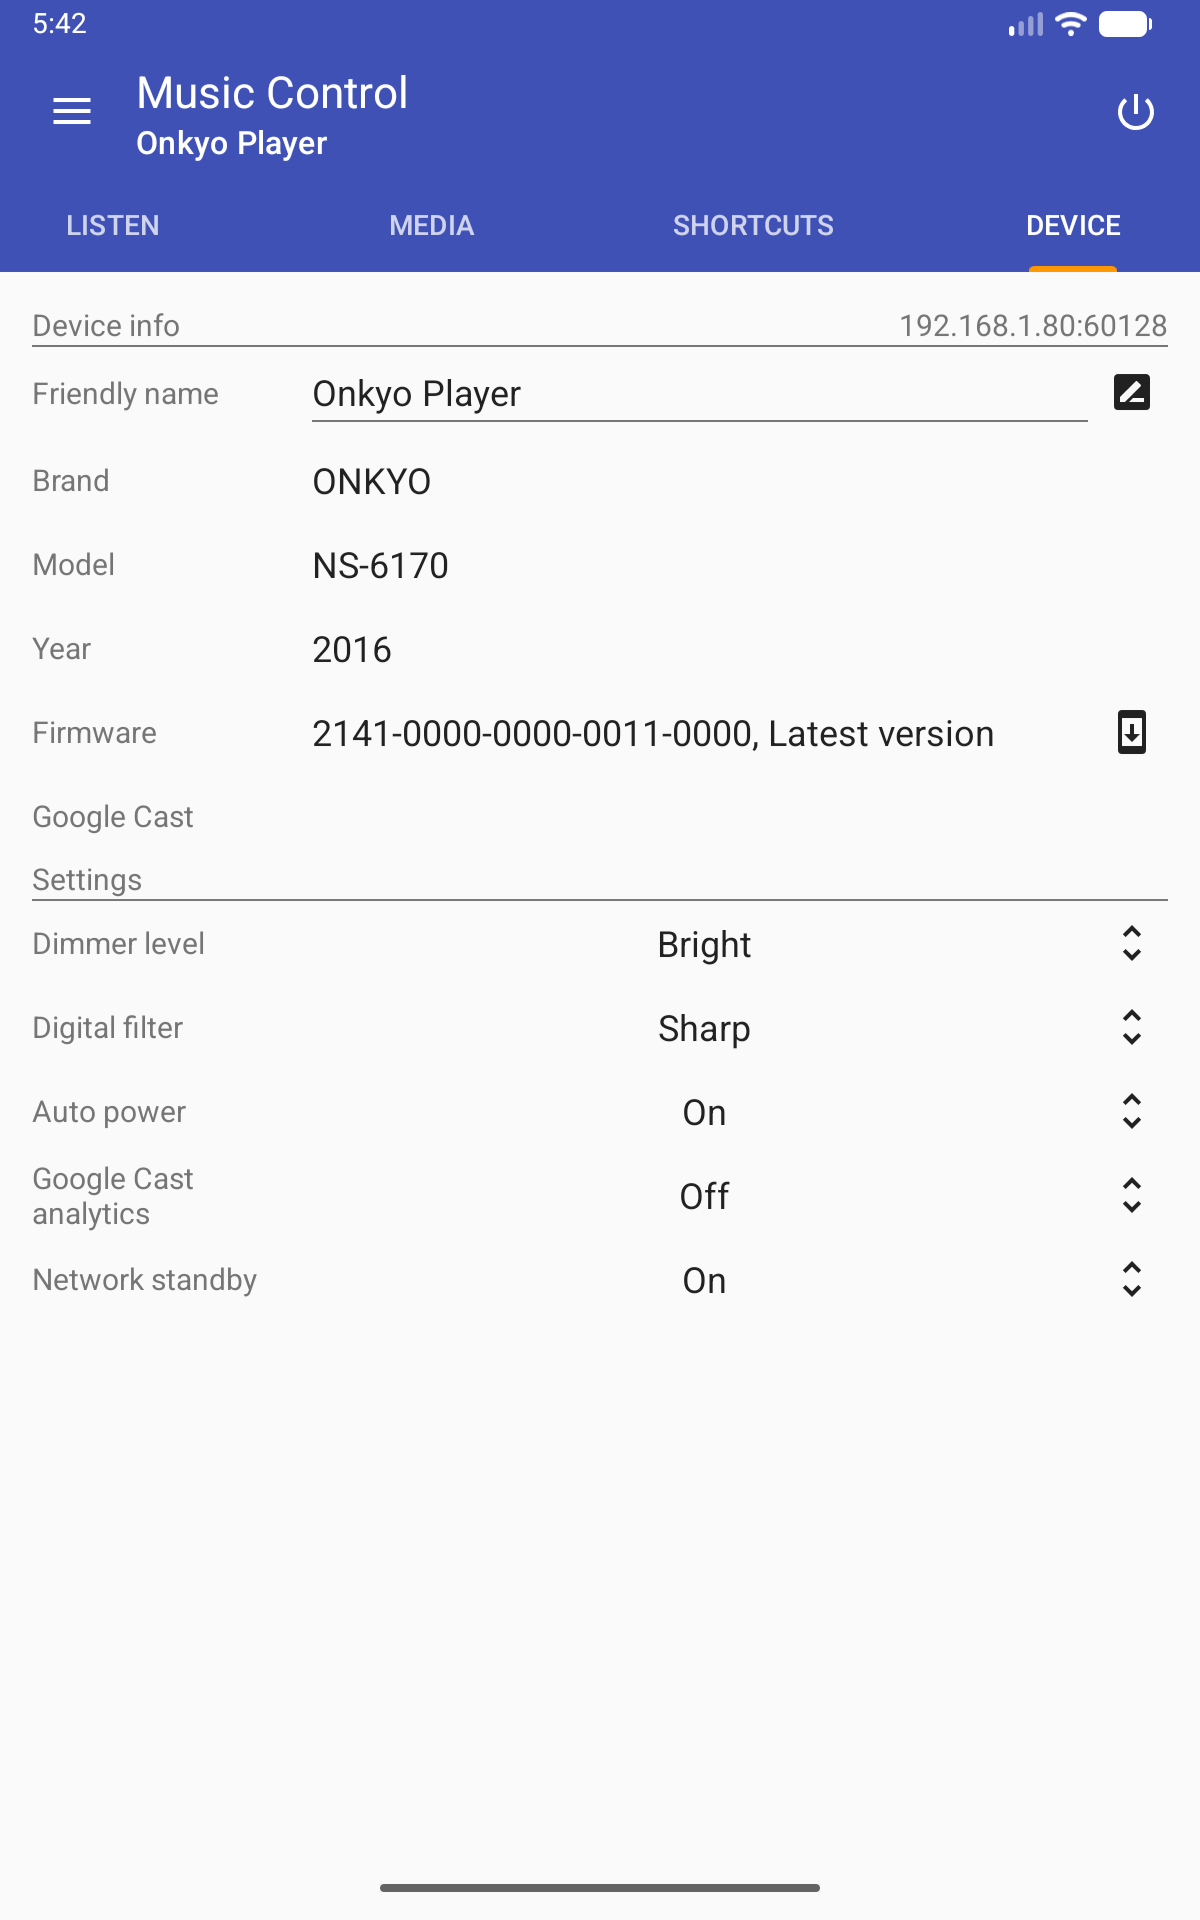 5:42
Music Control
Onkyo Player
LISTEN MEDIA SHORTCUTS DEVICE
Device info 192.168.1.80:60128
Friendly name Onkyo Player
Brand ONKYO
Model NS-6170
Year 2016
Firmware 2141-0000-0000-0011-0000, Latest version
Google Cast
Settings
Dimmer level Bright
Digital filter Sharp
Auto power On
Google Cast
analytics Off
Network standby On